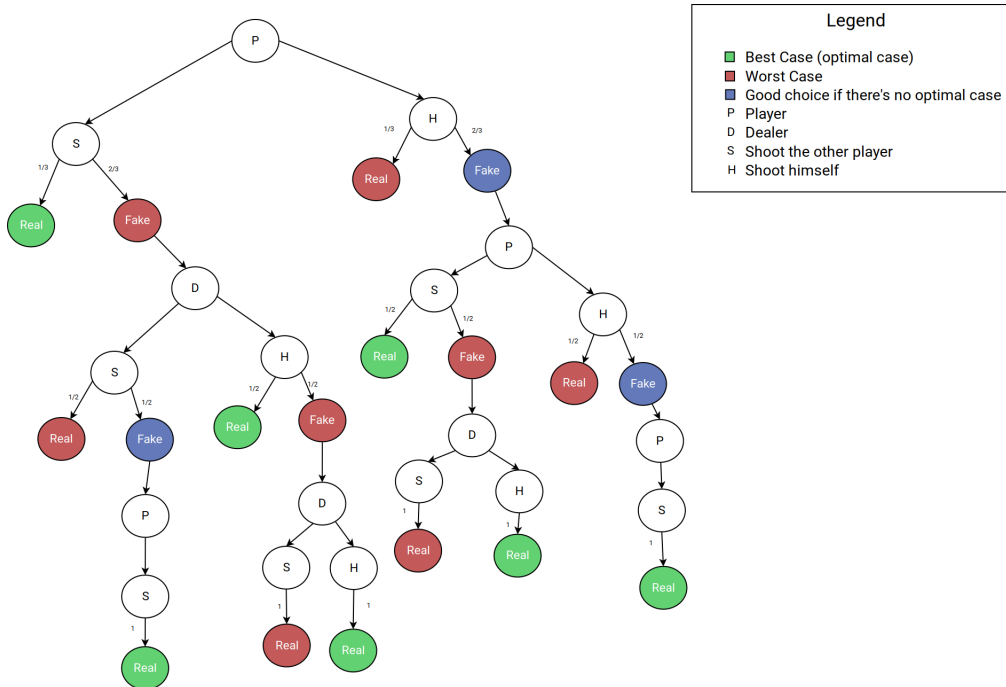 Legend
Best Case (optimal case)
Worst Case
Good choice if there's no optimal case
P Player
D Dealer
S Shoot the other player
H Shoot himself
P
S
H
1/3
2/3
1/3
2/3
Real
Fake
Real
Fake
D
P
S
H
S
H
1/2
1/2
1/2
1/2
1/2
1/2
1/2
1/2
Real
Fake
Real
Fake
Real
Fake
Real
Fake
P
D
D
P
S
S
H
S
H
S
1
1
1
1
1
1
Real
Real
Real
Real
Real
Real